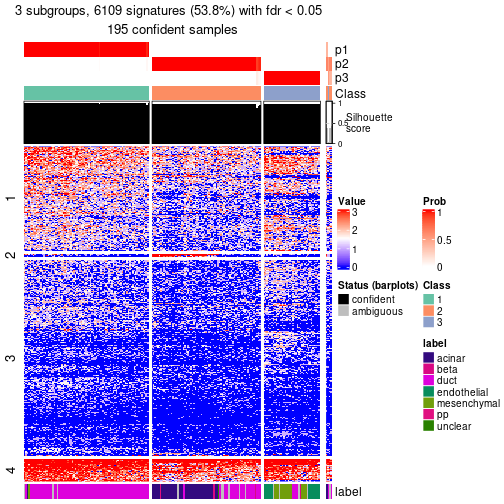 3 subgroups, 6109 signatures (53.8%) with fdr < 0.05
195 confident samples
p1
p2
p3
Class
1
0.5
0
Silhouette
score
1
2
3
4
label
Value
3
2
1
0
Prob
1
0.5
0
Status (barplots)
confident
ambiguous
Class
1
2
3
label
acinar
beta
duct
endothelial
mesenchymal
pp
unclear